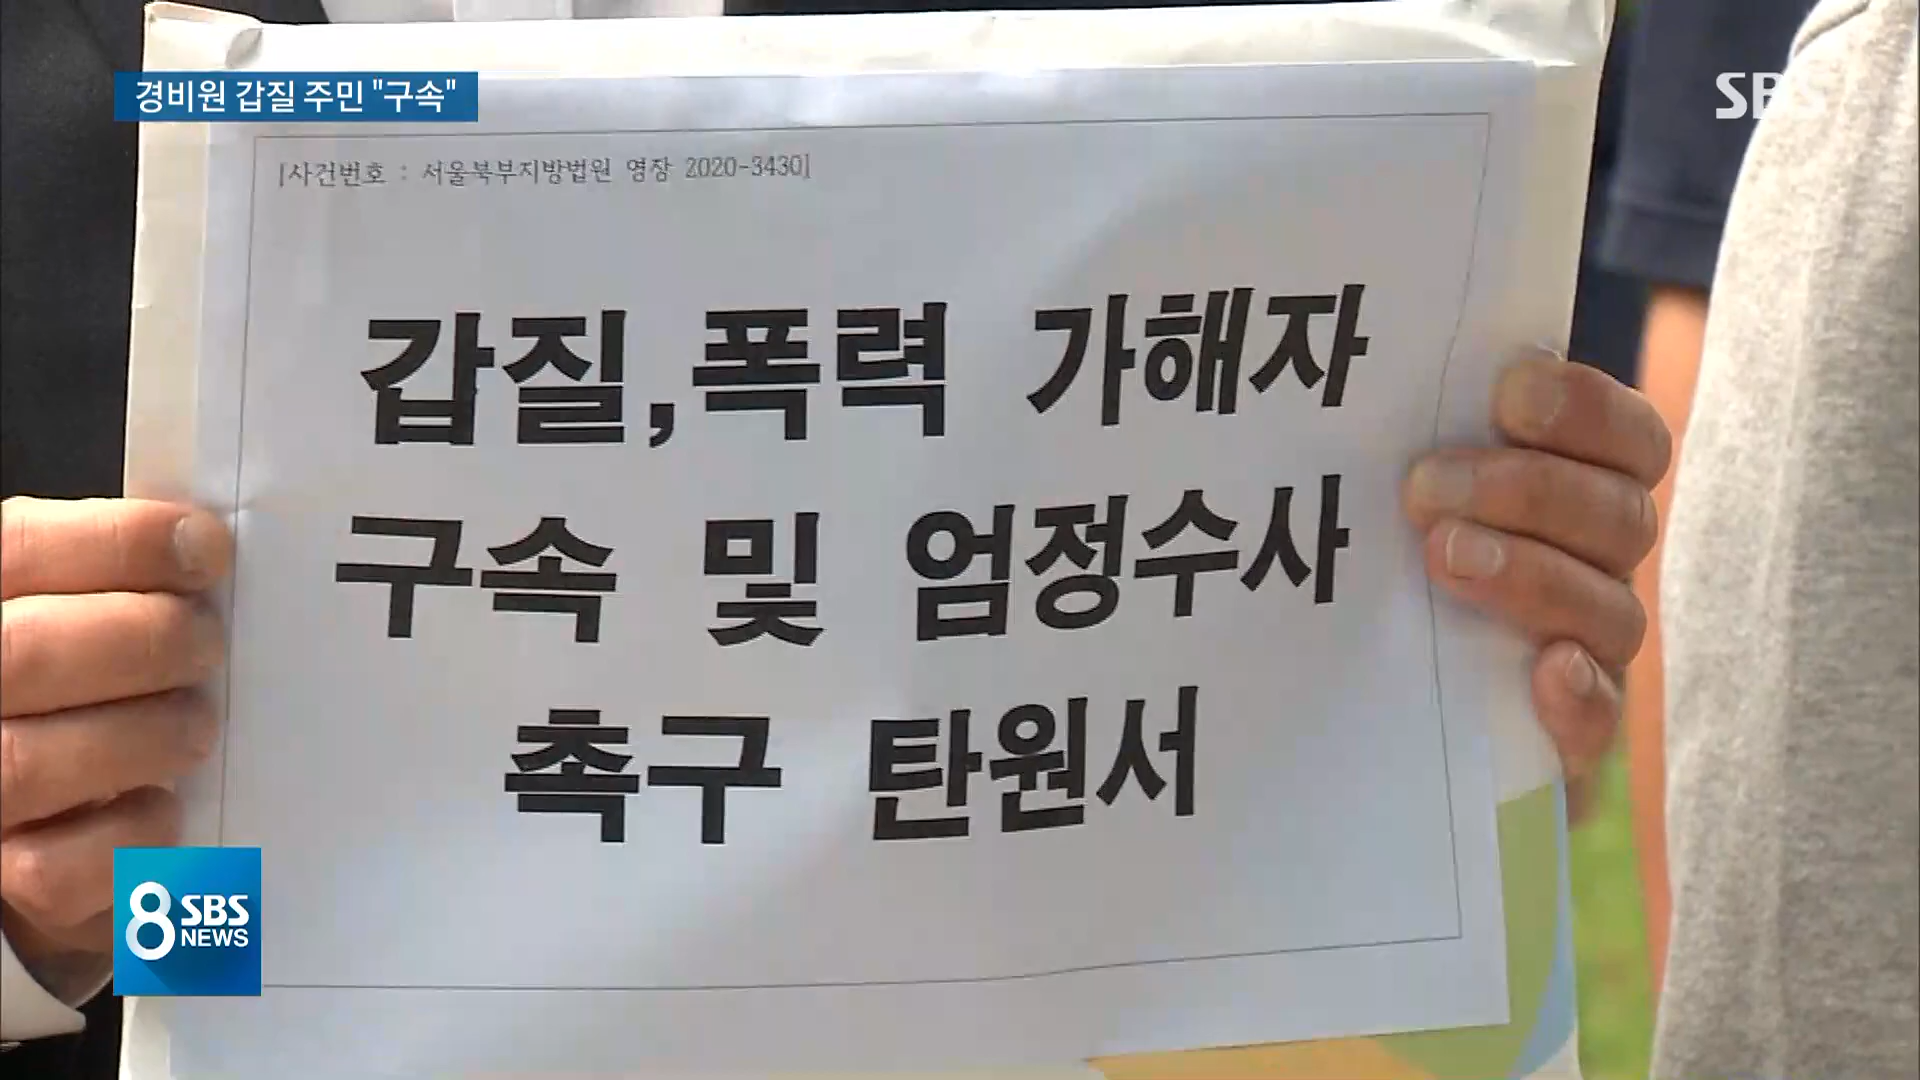 경비원 갑질 주민 "구속"
SBS
[사건번호 : 서울북부지방법원 영장 2020-3430]
갑질,폭력 가해자
구속 및 엄정수사
촉구 탄원서
8 SBS
NEWS